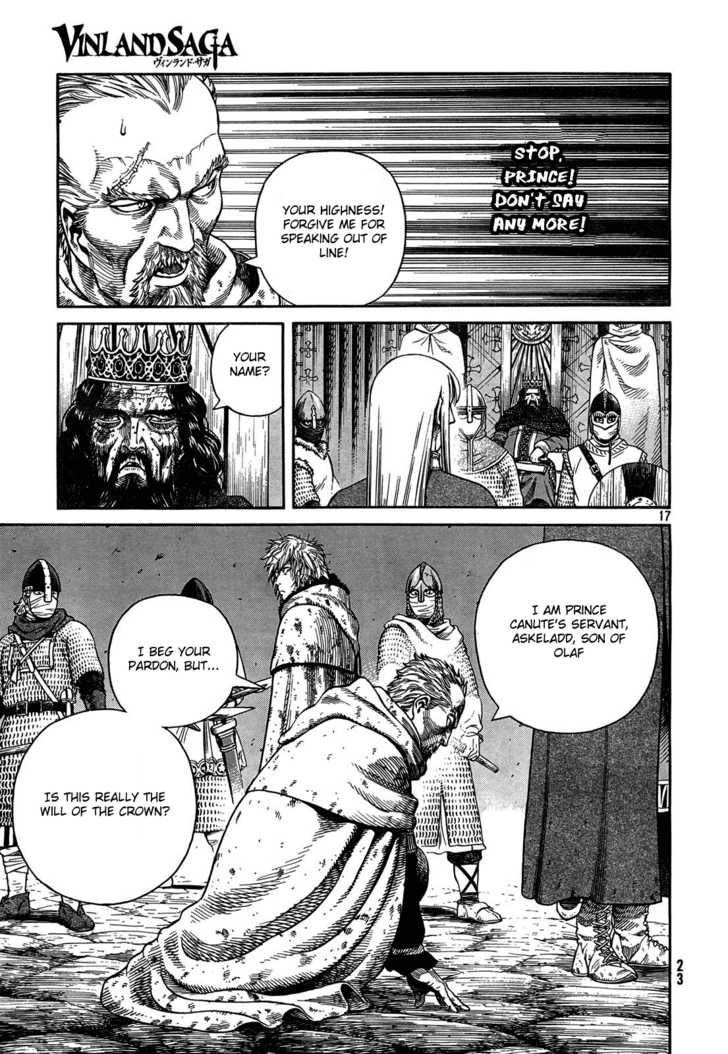 VINLAND SAGA
ヴィンランド・サガ
STOP,
PRINCE!
DON'T SAY
ANY MORE!
YOUR HIGHNESS!
FORGIVE ME FOR
SPEAKING OUT OF
LINE!
YOUR
NAME?
17
I AM PRINCE
CANUTE'S SERVANT,
ASKELADD, SON OF
OLAF
I BEG YOUR
PARDON, BUT...
IS THIS REALLY THE
WILL OF THE CROWN?
23